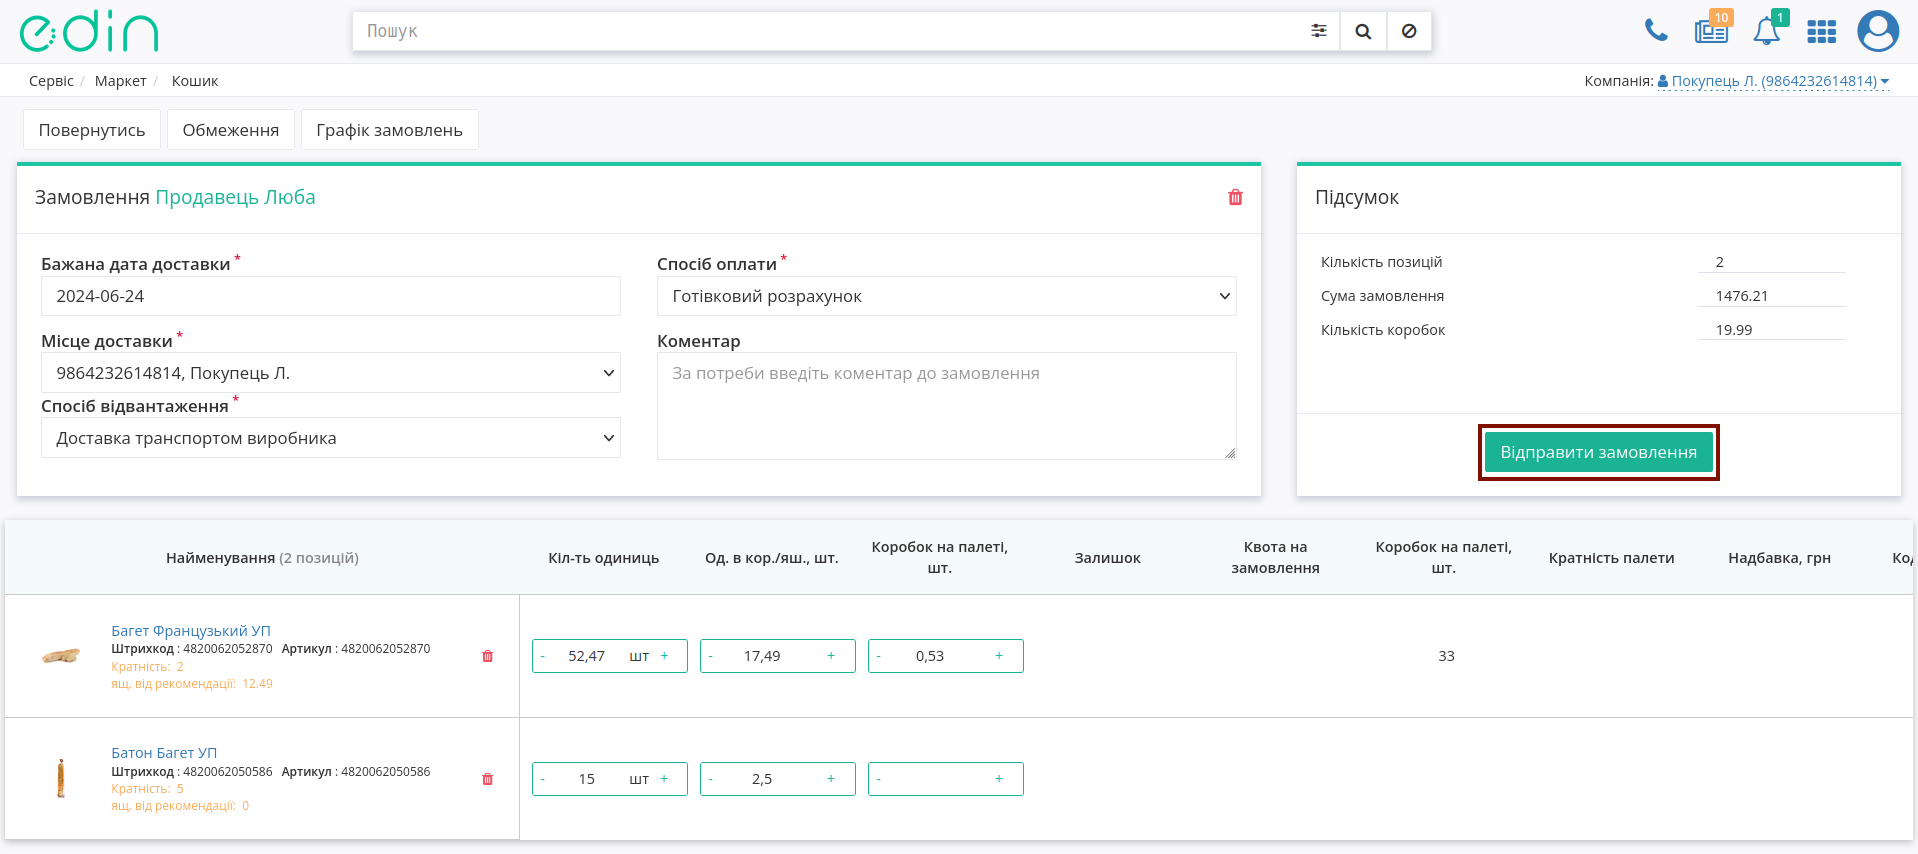 edin
Пошук
10
1
Сервіс / Маркет / Кошик
Компанія: Покупець Л. (9864232614814)
Повернутись
Обмеження
Графік замовлень
Замовлення Продавець Люба
Бажана дата доставки *
2024-06-24
Місце доставки *
9864232614814, Покупець Л.
Спосіб відвантаження *
Доставка транспортом виробника
Спосіб оплати *
Готівковий розрахунок
Коментар
За потреби введіть коментар до замовлення
Підсумок
Кількість позицій 2
Сума замовлення 1476.21
Кількість коробок 19.99
Відправити замовлення
Найменування (2 позицій)
Кіл-ть одиниць
Од. в кор./яш., шт.
Коробок на палеті,
шт.
Залишок
Квота на
замовлення
Коробок на палеті,
шт.
Кратність палети
Надбавка, грн
Код
Багет Французький УП
Штрихкод : 4820062052870 Артикул : 4820062052870
Кратність: 2
ящ. від рекомендації: 12.49
- 52,47 шт +
- 17,49 +
- 0,53 +
33
Батон Багет УП
Штрихкод : 4820062050586 Артикул : 4820062050586
Кратність: 5
ящ. від рекомендації: 0
- 15 шт +
- 2,5 +
- +